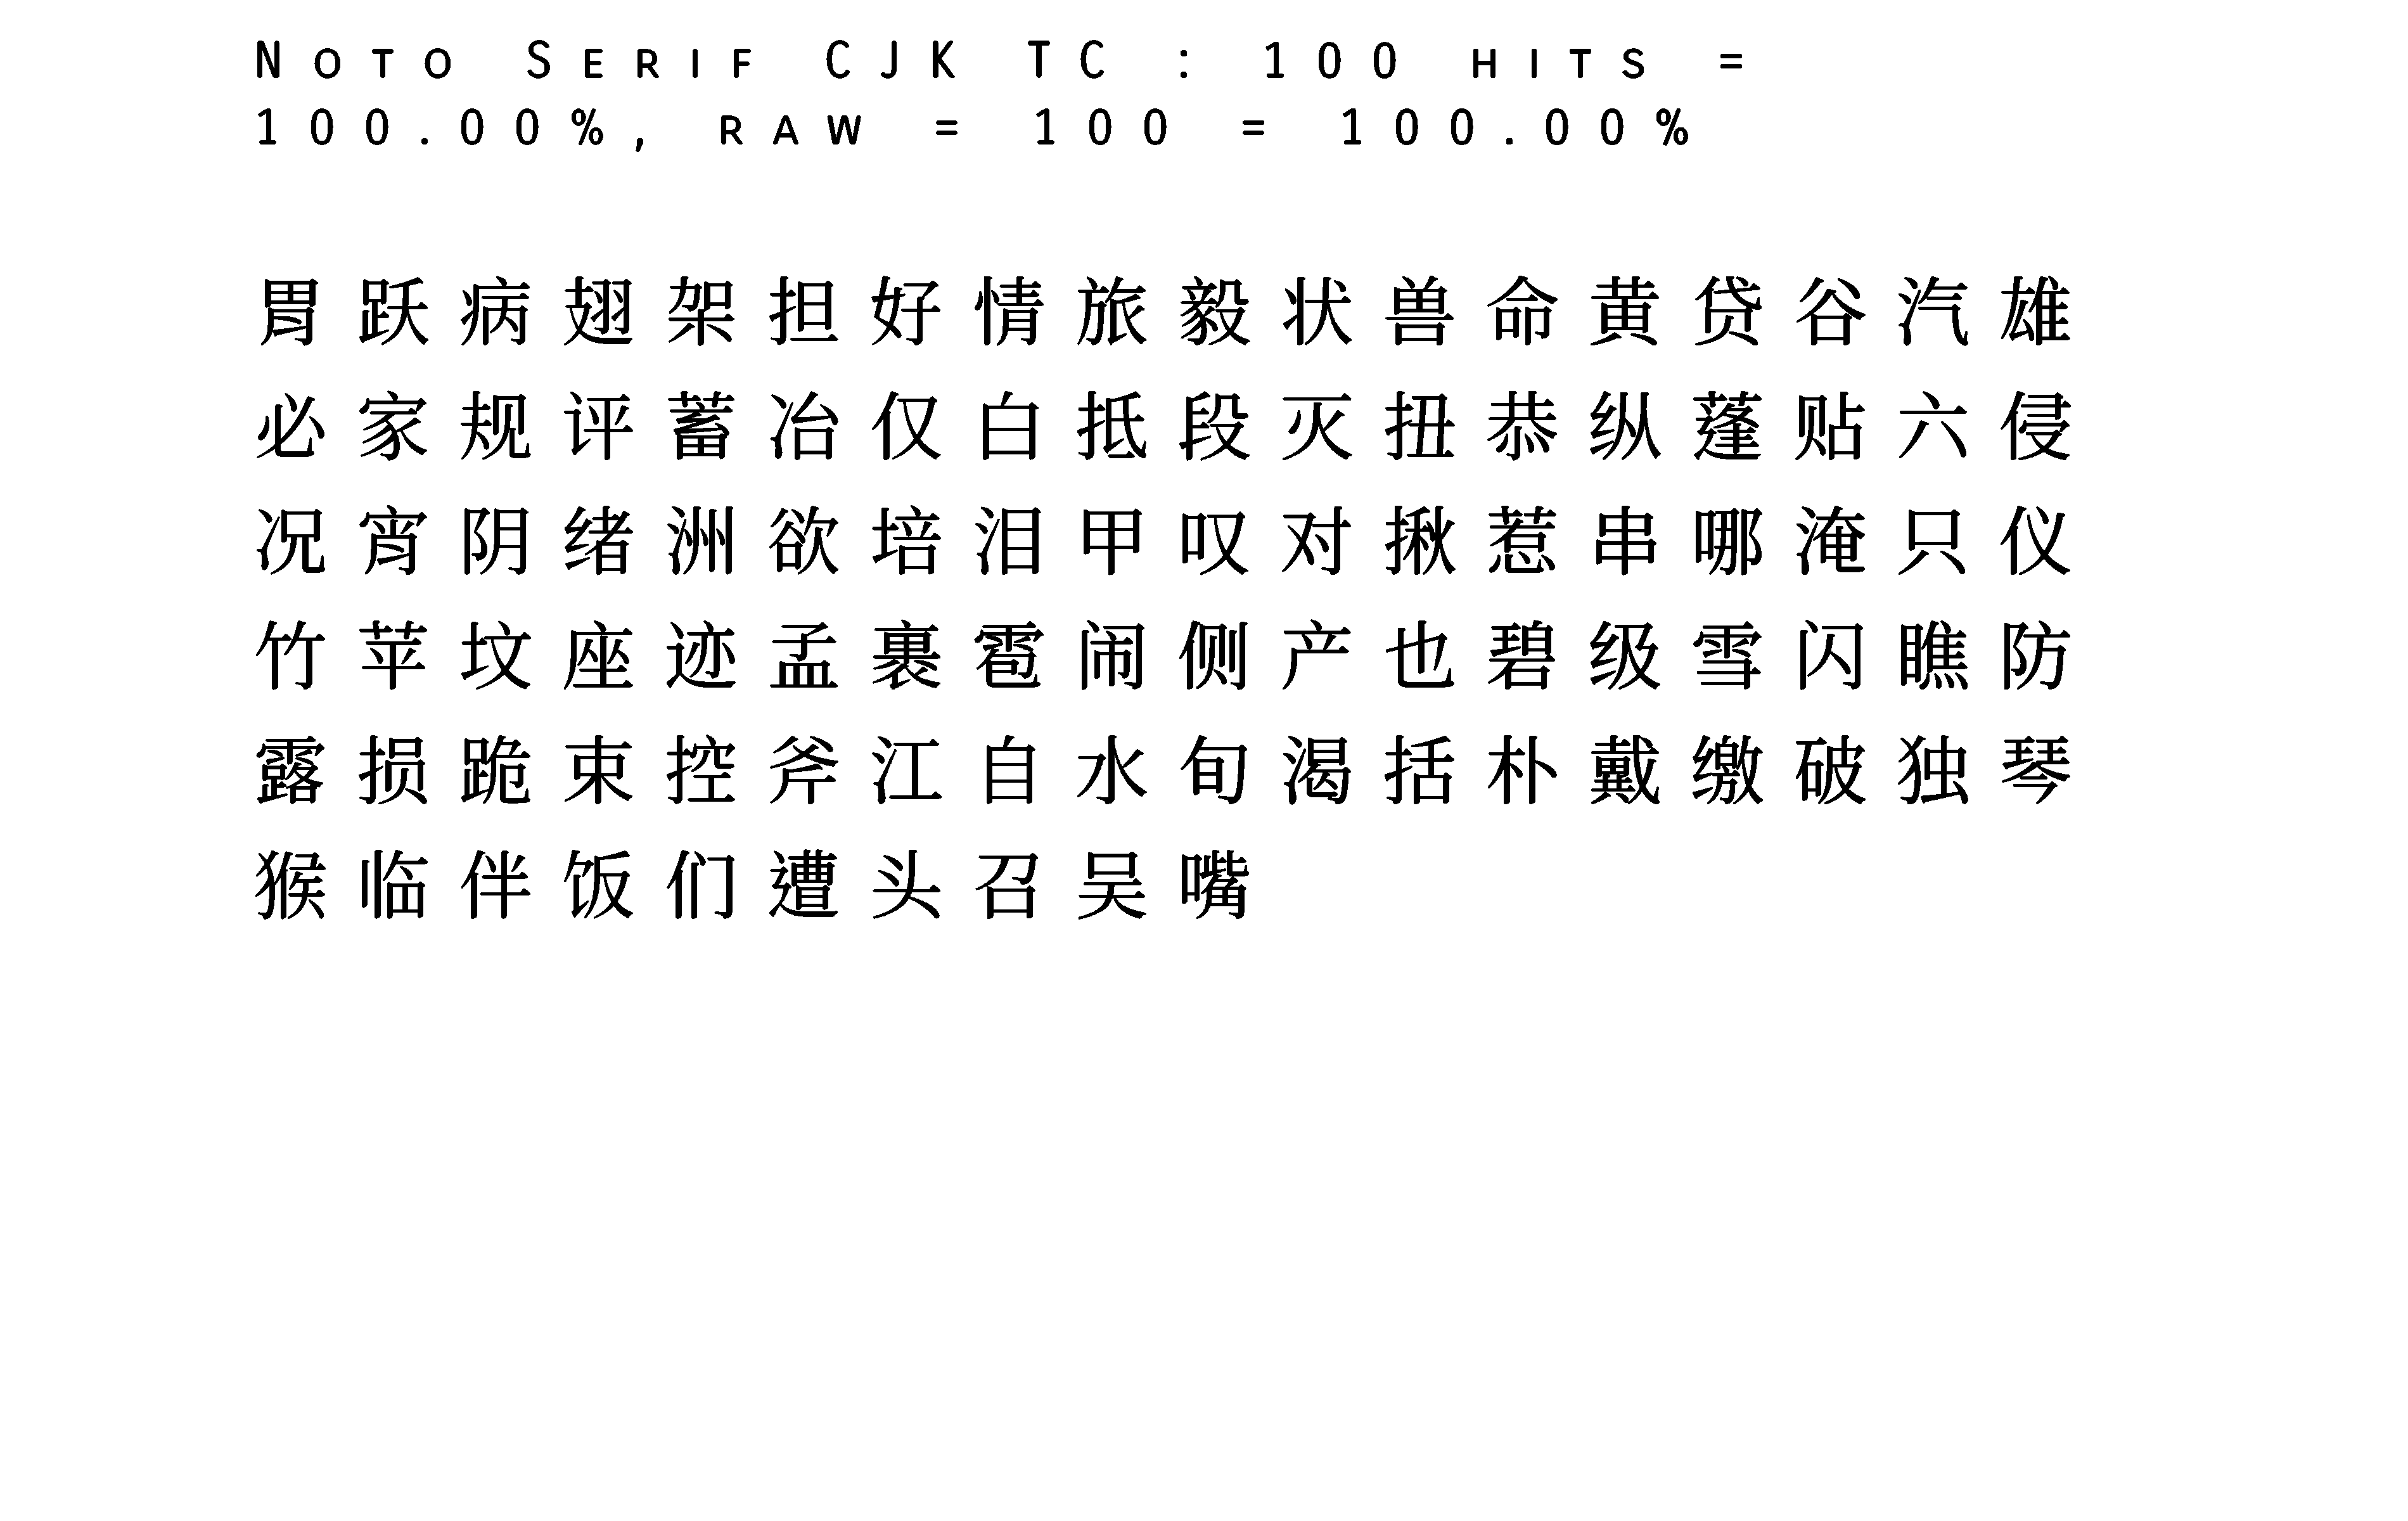 Noto Serif CJK TC : 100 hits =
100.00%, raw = 100 = 100.00%
胃跃病翅架担好情旅毅状兽命黄贷谷汽雄
必家规评蓄冶仅白抵段灭扭恭纵蓬贴六侵
况宵阴绪洲欲培泪甲叹对揪惹串哪淹只仪
竹苹坟座迹孟裹雹闹侧产也碧级雪闪瞧防
露损跪束控斧江自水旬渴括朴戴缴破独琴
猴临伴饭们遭头召吴嘴